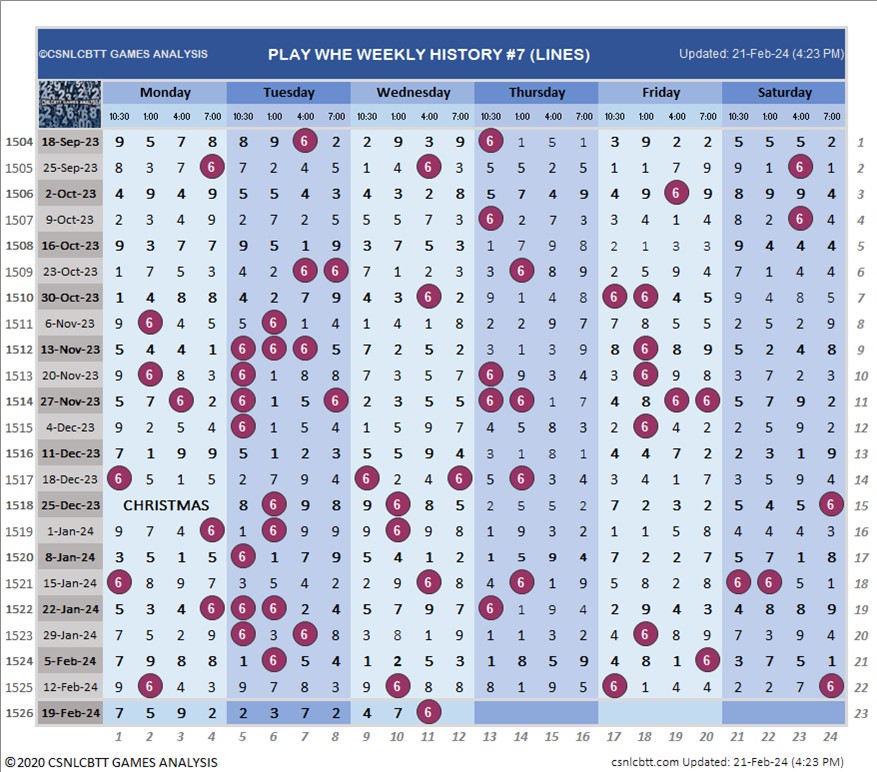 ©CSNLCBTT GAMES ANALYSIS PLAY WHE WEEKLY HISTORY #7 (LINES) Updated: 21-Feb-24 (4:23 PM)
CSNLCBTT GAMES ANALYSIS Monday Tuesday Wednesday Thursday Friday Saturday
10:30 1:00 4:00 7:00 10:30 1:00 4:00 7:00 10:30 1:00 4:00 7:00 10:30 1:00 4:00 7:00 10:30 1:00 4:00 7:00 10:30 1:00 4:00 7:00
1504 18-Sep-23 9 5 7 8 8 9 6 2 2 9 3 9 6 1 5 1 3 9 2 2 5 5 5 2 1
1505 25-Sep-23 8 3 7 6 7 2 4 5 1 4 6 3 5 5 2 5 1 1 7 9 9 1 6 1 2
1506 2-Oct-23 4 9 4 9 5 5 4 3 4 3 2 8 5 7 4 9 4 9 6 9 8 9 9 4 3
1507 9-Oct-23 2 3 4 9 2 7 2 5 5 5 7 3 6 2 7 3 3 4 1 4 8 2 6 4 4
1508 16-Oct-23 9 3 7 7 9 5 1 9 3 7 5 3 1 7 9 8 2 1 3 3 9 4 4 4 5
1509 23-Oct-23 1 7 5 3 4 2 6 6 7 1 2 3 3 6 8 9 2 5 9 4 7 1 4 4 6
1510 30-Oct-23 1 4 8 8 4 2 7 9 4 3 6 2 9 1 4 8 6 6 4 5 9 4 8 5 7
1511 6-Nov-23 9 6 4 5 5 6 1 4 1 4 1 8 2 2 9 7 7 8 5 5 2 5 2 9 8
1512 13-Nov-23 5 4 4 1 6 6 6 5 7 2 5 2 3 1 3 9 8 6 8 9 5 2 4 8 9
1513 20-Nov-23 9 6 8 3 6 1 8 8 7 3 5 7 6 9 3 4 3 6 9 8 3 7 2 3 10
1514 27-Nov-23 5 7 6 2 6 1 5 6 2 3 5 5 6 6 1 7 4 8 6 6 5 7 9 2 11
1515 4-Dec-23 9 2 5 4 6 1 5 4 1 2 9 7 4 5 8 3 2 6 4 2 2 5 9 2 12
1516 11-Dec-23 7 1 9 9 5 1 2 3 5 5 9 4 3 1 8 1 4 4 7 2 2 3 1 9 13
1517 18-Dec-23 6 5 1 5 2 7 9 4 6 2 4 6 5 6 3 4 1 4 4 8 2 7 9 3 14
1518 25-Dec-23 CHRISTMAS 8 6 9 8 9 6 8 5 2 5 5 2 7 2 3 2 5 4 5 6 15
1519 1-Jan-24 9 7 4 6 1 6 9 9 9 6 9 8 1 9 3 2 1 1 5 8 4 4 4 3 16
1520 8-Jan-24 3 5 1 5 6 1 7 9 5 4 1 2 1 5 9 4 7 2 2 7 5 7 1 8 17
1521 15-Jan-24 6 8 9 7 3 5 4 2 2 9 6 8 4 6 1 9 5 8 2 8 6 6 5 1 18
1522 22-Jan-24 5 3 4 6 6 6 2 4 5 7 9 7 6 1 9 4 2 9 4 3 4 8 8 9 19
1523 29-Jan-24 7 5 2 9 6 3 6 8 3 8 1 9 1 1 3 2 4 6 8 9 7 3 9 4 20
1524 5-Feb-24 7 9 8 8 1 6 5 4 1 2 5 3 1 8 5 9 4 8 1 6 3 7 5 1 21
1525 12-Feb-24 9 6 4 3 9 7 8 3 9 6 8 8 8 1 9 5 6 1 4 4 2 2 7 6 22
1526 19-Feb-24 7 5 9 2 2 3 7 2 4 7 6 23
1 2 3 4 5 6 7 8 9 10 11 12 13 14 15 16 17 18 19 20 21 22 23 24
©2020 CSNLCBTT GAMES ANALYSIS csnlcbtt.com Updated: 21-Feb-24 (4:23 PM)